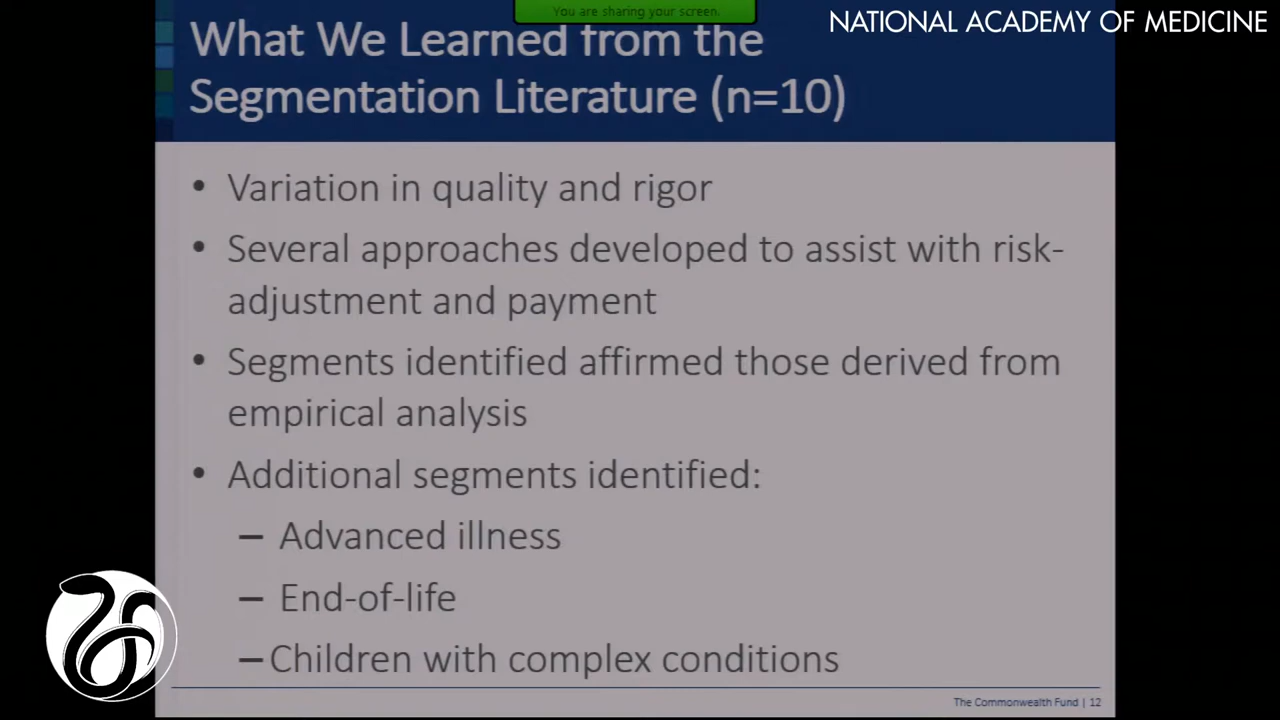 You are sharing your screen.
NATIONAL ACADEMY OF MEDICINE
What We Learned from the
Segmentation Literature (n=10)
• Variation in quality and rigor
• Several approaches developed to assist with risk-
adjustment and payment
• Segments identified affirmed those derived from
empirical analysis
• Additional segments identified:
– Advanced illness
– End-of-life
– Children with complex conditions
The Commonwealth Fund | 12